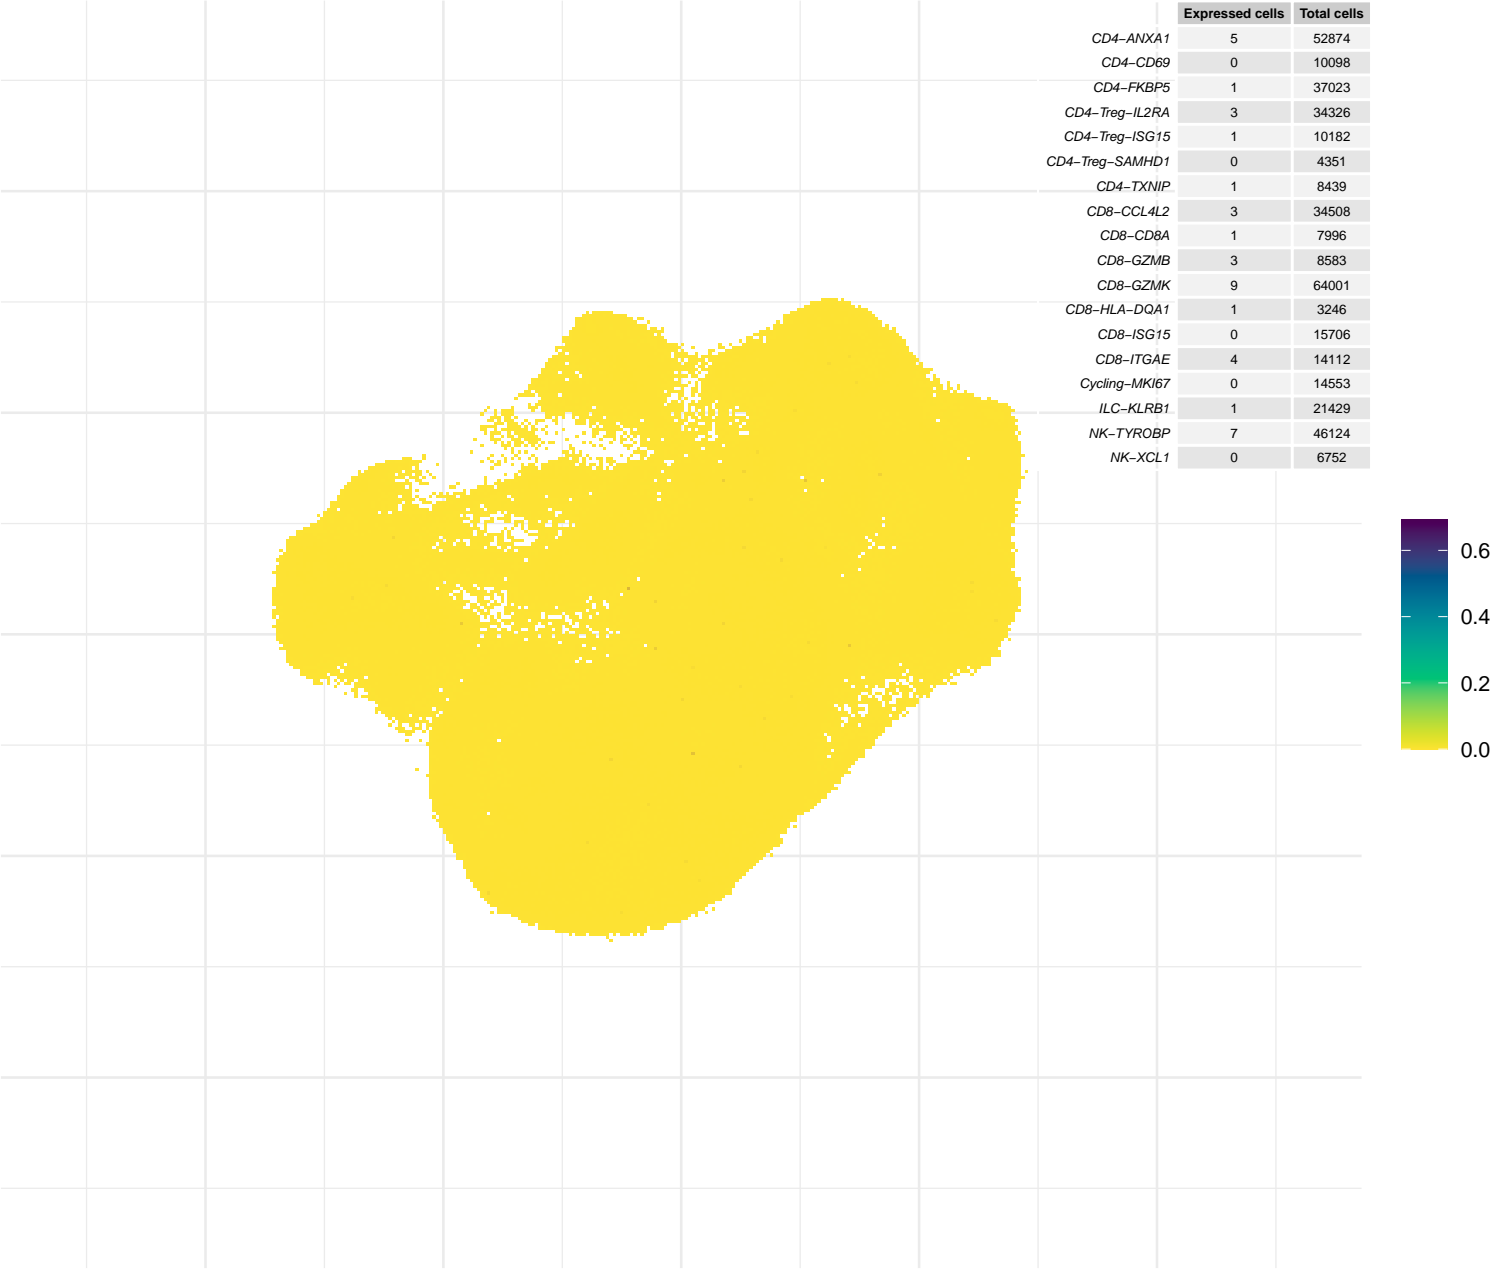 Expressed cells Total cells
CD4−ANXA1 5 52874
CD4−CD69 0 10098
CD4−FKBP5 1 37023
CD4−Treg−IL2RA 3 34326
CD4−Treg−ISG15 1 10182
CD4−Treg−SAMHD1 0 4351
CD4−TXNIP 1 8439
CD8−CCL4L2 3 34508
CD8−CD8A 1 7996
CD8−GZMB 3 8583
CD8−GZMK 9 64001
CD8−HLA−DQA1 1 3246
CD8−ISG15 0 15706
CD8−ITGAE 4 14112
Cycling−MKI67 0 14553
ILC−KLRB1 1 21429
NK−TYROBP 7 46124
NK−XCL1 0 6752
0.6
0.4
0.2
0.0